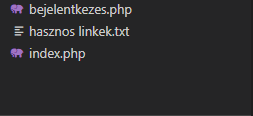 bejelentkezes.php
hasznos linkek.txt
index.php